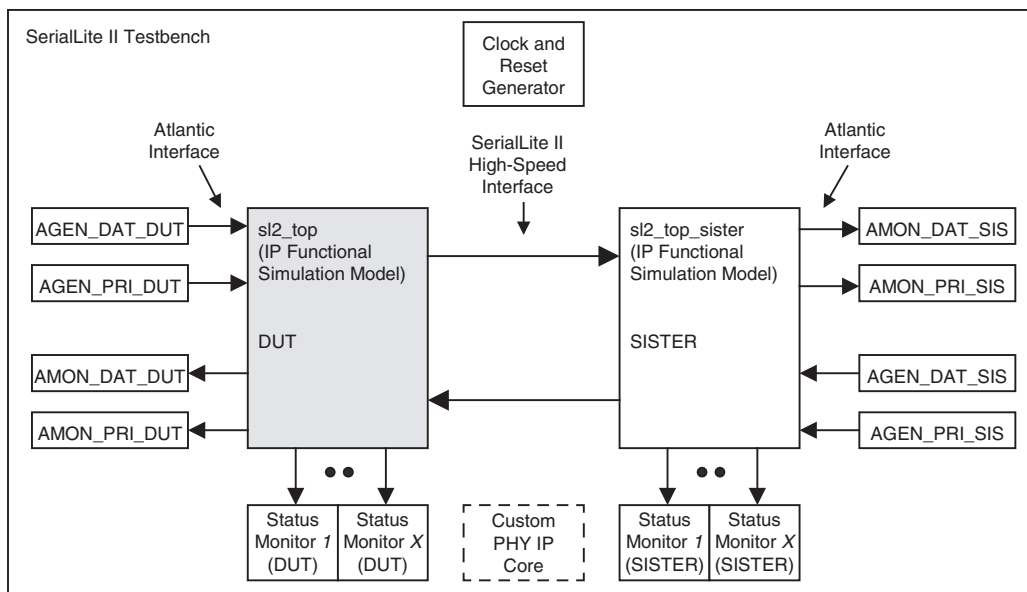 SerialLite II Testbench
Clock and
Reset
Generator
Atlantic
Interface
SerialLite II
High-Speed
Interface
Atlantic
Interface
AGEN_DAT_DUT
AGEN_PRI_DUT
AMON_DAT_DUT
AMON_PRI_DUT
sl2_top
(IP Functional
Simulation Model)
DUT
sl2_top_sister
(IP Functional
Simulation Model)
SISTER
AMON_DAT_SIS
AMON_PRI_SIS
AGEN_DAT_SIS
AGEN_PRI_SIS
Status
Monitor 1
(DUT)
Status
Monitor X
(DUT)
Custom
PHY IP
Core
Status
Monitor 1
(SISTER)
Status
Monitor X
(SISTER)